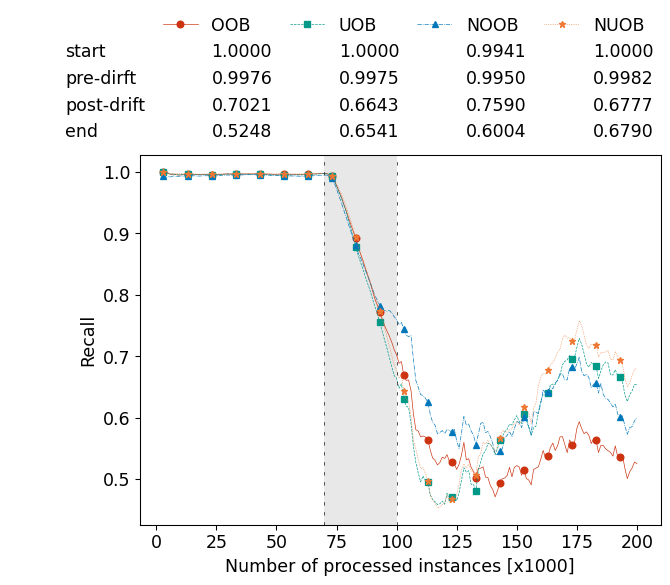 OOB UOB NOOB NUOB
start 1.0000 1.0000 0.9941 1.0000
pre-dirft 0.9976 0.9975 0.9950 0.9982
post-drift 0.7021 0.6643 0.7590 0.6777
end 0.5248 0.6541 0.6004 0.6790
1.0
0.9
0.8
0.7
0.6
0.5
Recall
0 25 50 75 100 125 150 175 200
Number of processed instances [x1000]